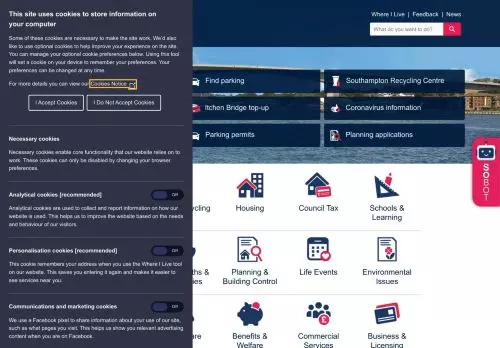 This site uses cookies to store information on
your computer
Some of these cookies are necessary to make the site work. We'd also
like to use optional cookies to help improve your experience on the site.
You can manage your optional cookie preferences below. Using this tool
will set a cookie on your device to remember your preferences. Your
preferences can be changed at any time.
For more details you can view our Cookies Notice
I Accept Cookies
I Do Not Accept Cookies
Necessary cookies
Necessary cookies enable core functionality that our website relies on to
work. These cookies can only be disabled by changing your browser
preferences.
Analytical cookies [recommended]
Off
Analytical cookies are used to collect and report information on how our
website is used. This helps us to improve the website based on the needs
and behaviour of our visitors.
Personalisation cookies [recommended]
Off
This cookie remembers your address when you use the Where I Live tool
on our website. This saves you entering it again and makes it easier to
see services near you.
Communications and marketing cookies
Off
We use a Facebook pixel to share information about your use of our site,
such as what pages you visit. This helps us show you relevant advertising
content when you are on Facebook.
Where I Live | Feedback | News
What do you want to do?
Find parking
Southampton Recycling Centre
Itchen Bridge top-up
Coronavirus information
Parking permits
Planning applications
SOBOT
Housing
Council Tax
Schools &
Learning
Planning &
Building Control
Life Events
Environmental
Issues
Benefits &
Welfare
Commercial
Services
Business &
Licensing